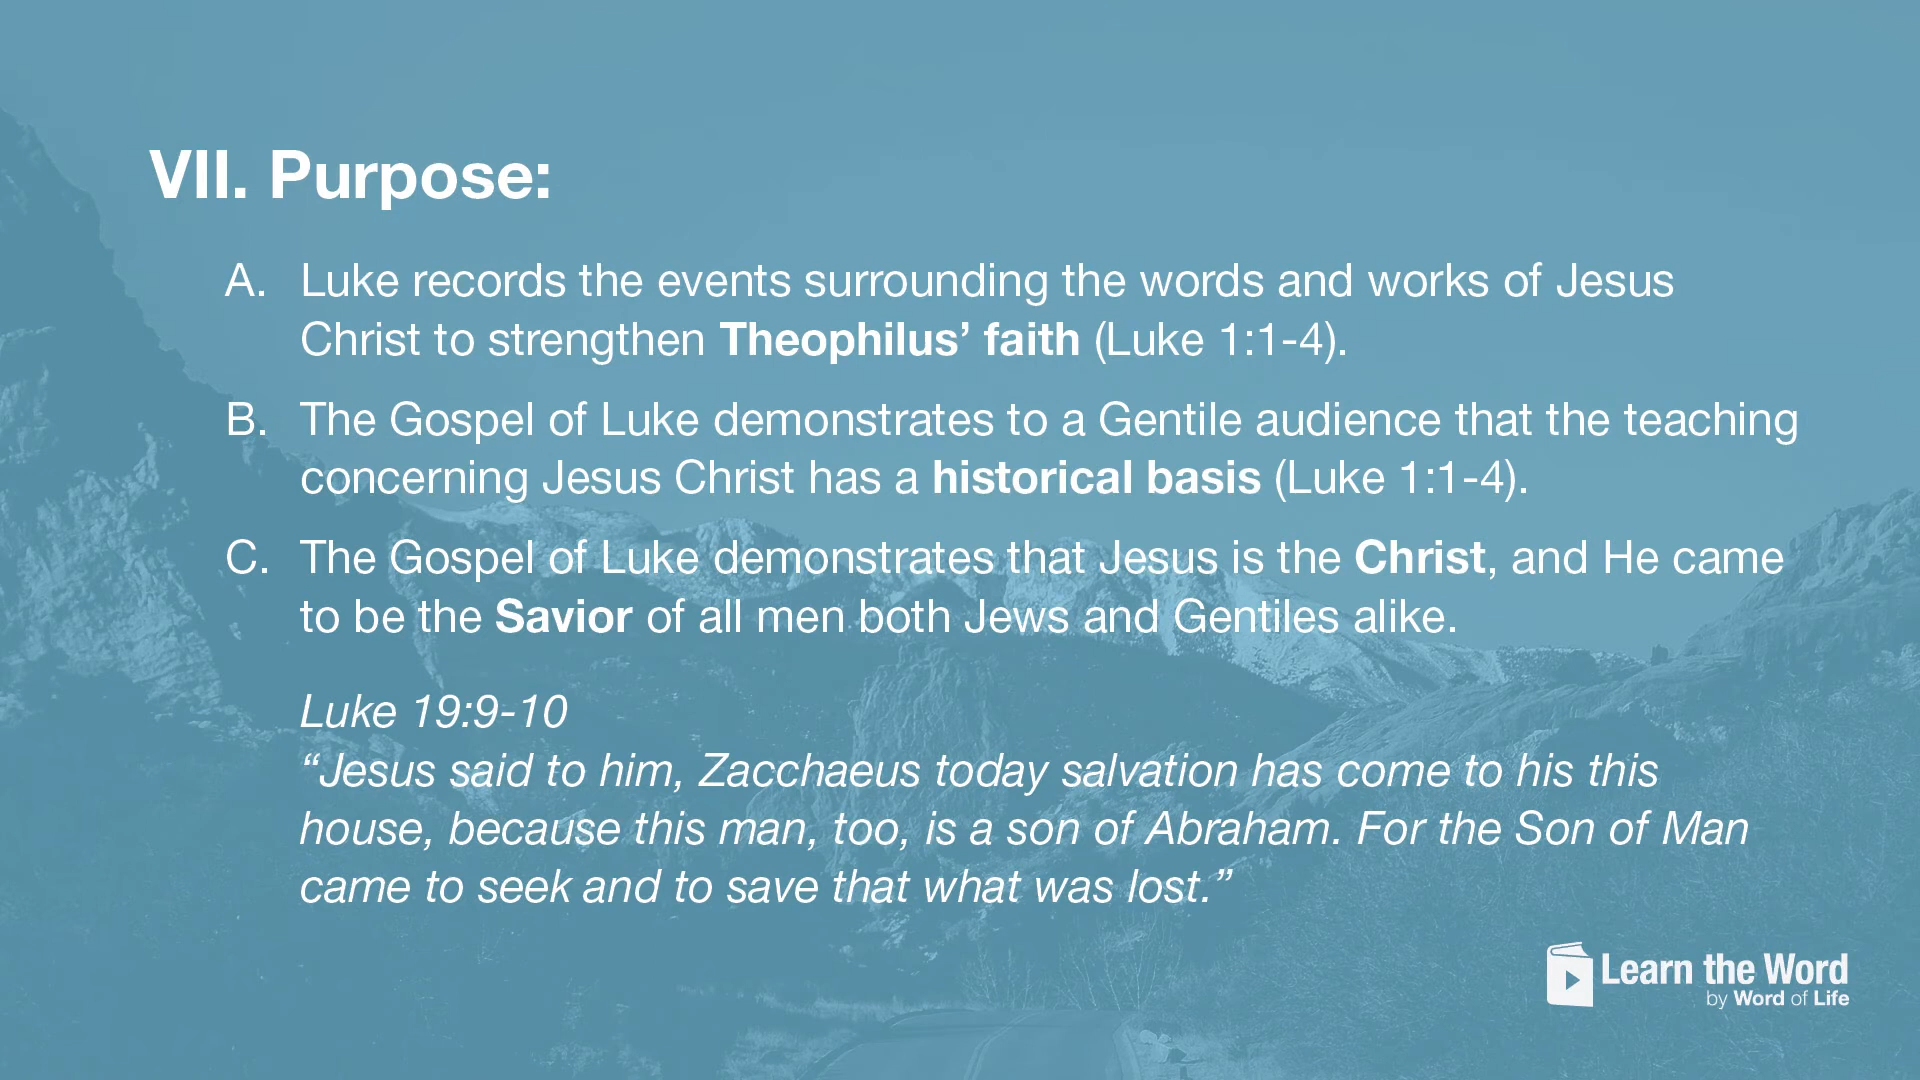 VII. Purpose:
A. Luke records the events surrounding the words and works of Jesus
Christ to strengthen Theophilus’ faith (Luke 1:1-4).
B. The Gospel of Luke demonstrates to a Gentile audience that the teaching
concerning Jesus Christ has a historical basis (Luke 1:1-4).
C. The Gospel of Luke demonstrates that Jesus is the Christ, and He came
to be the Savior of all men both Jews and Gentiles alike.
Luke 19:9-10
“Jesus said to him, Zacchaeus today salvation has come to his this
house, because this man, too, is a son of Abraham. For the Son of Man
came to seek and to save that what was lost.”
Learn the Word
by Word of Life